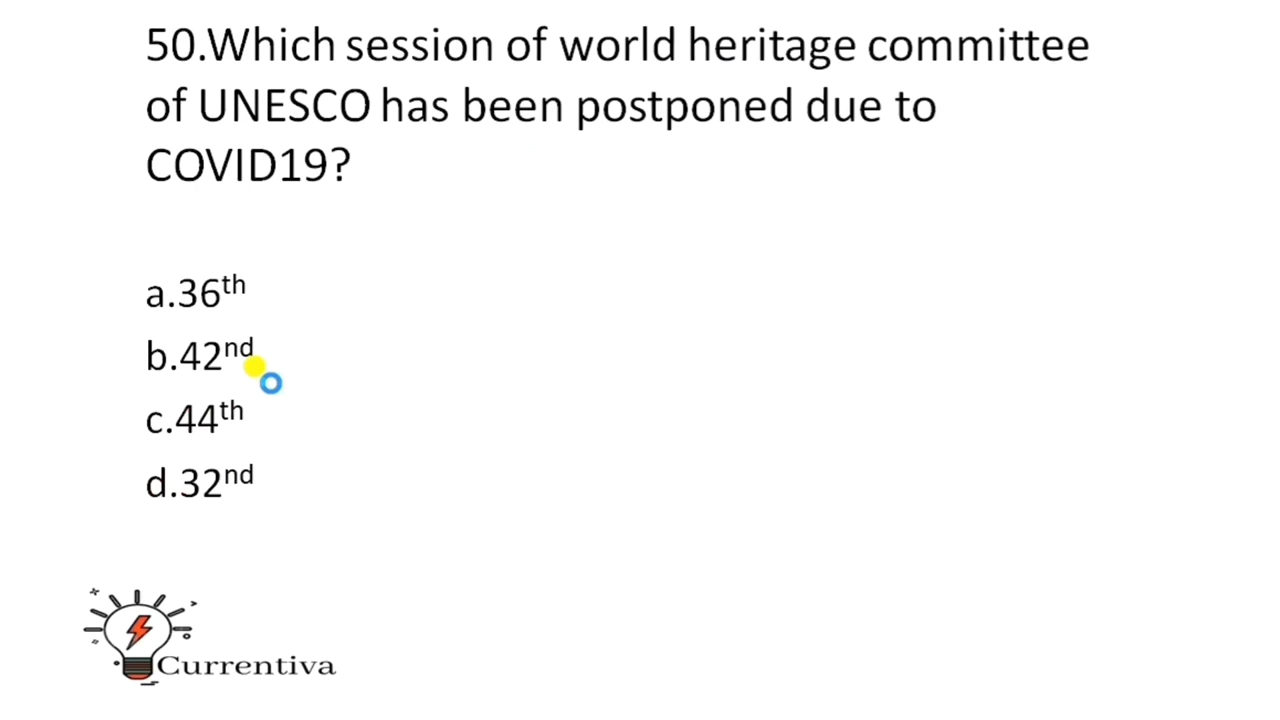 50.Which session of world heritage committee
of UNESCO has been postponed due to
COVID19?
a.36th
b.42nd
c.44th
d.32nd
Currentiva